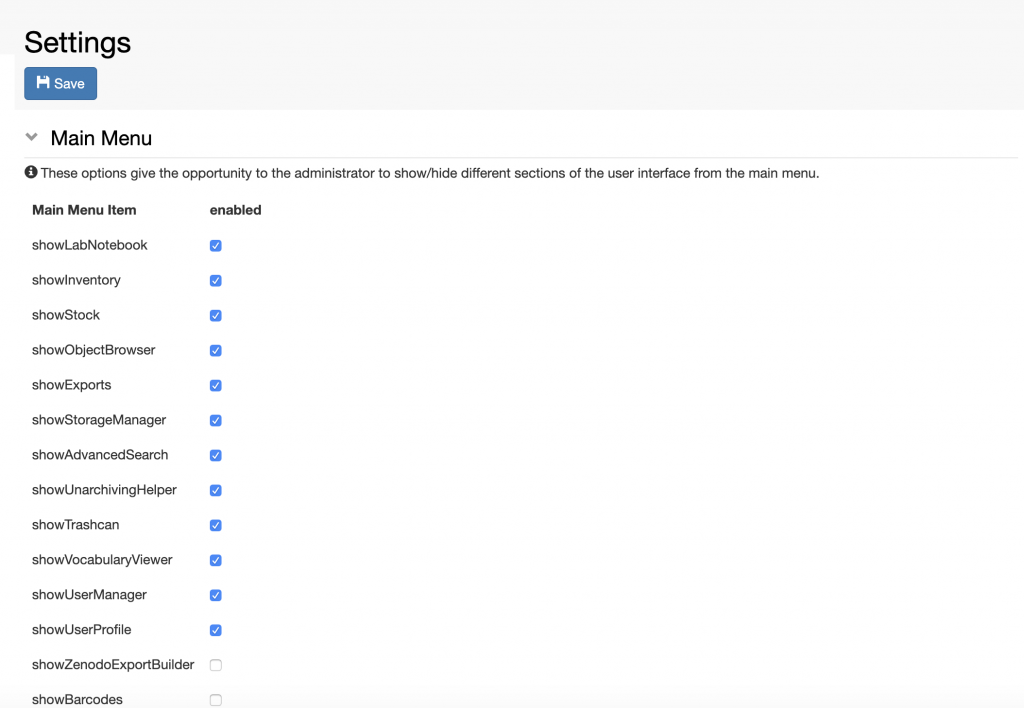 Settings
Save
Main Menu
These options give the opportunity to the administrator to show/hide different sections of the user interface from the main menu.
Main Menu Item enabled
showLabNotebook
showInventory
showStock
showObjectBrowser
showExports
showStorageManager
showAdvancedSearch
showUnarchivingHelper
showTrashcan
showVocabularyViewer
showUserManager
showUserProfile
showZenodoExportBuilder
showBarcodes